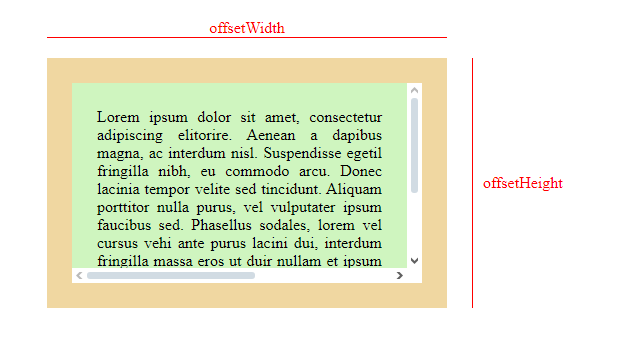 offsetWidth
Lorem ipsum dolor sit amet, consectetur
adipiscing elitorire. Aenean a dapibus
magna, ac interdum nisl. Suspendisse egetil
fringilla nibh, eu commodo arcu. Donec
lacinia tempor velite sed tincidunt. Aliquam
porttitor nulla purus, vel vulputater ipsum
faucibus sed. Phasellus sodales, lorem vel
cursus vehi ante purus lacini dui, interdum
fringilla massa eros ut duir nullam et ipsum
offsetHeight